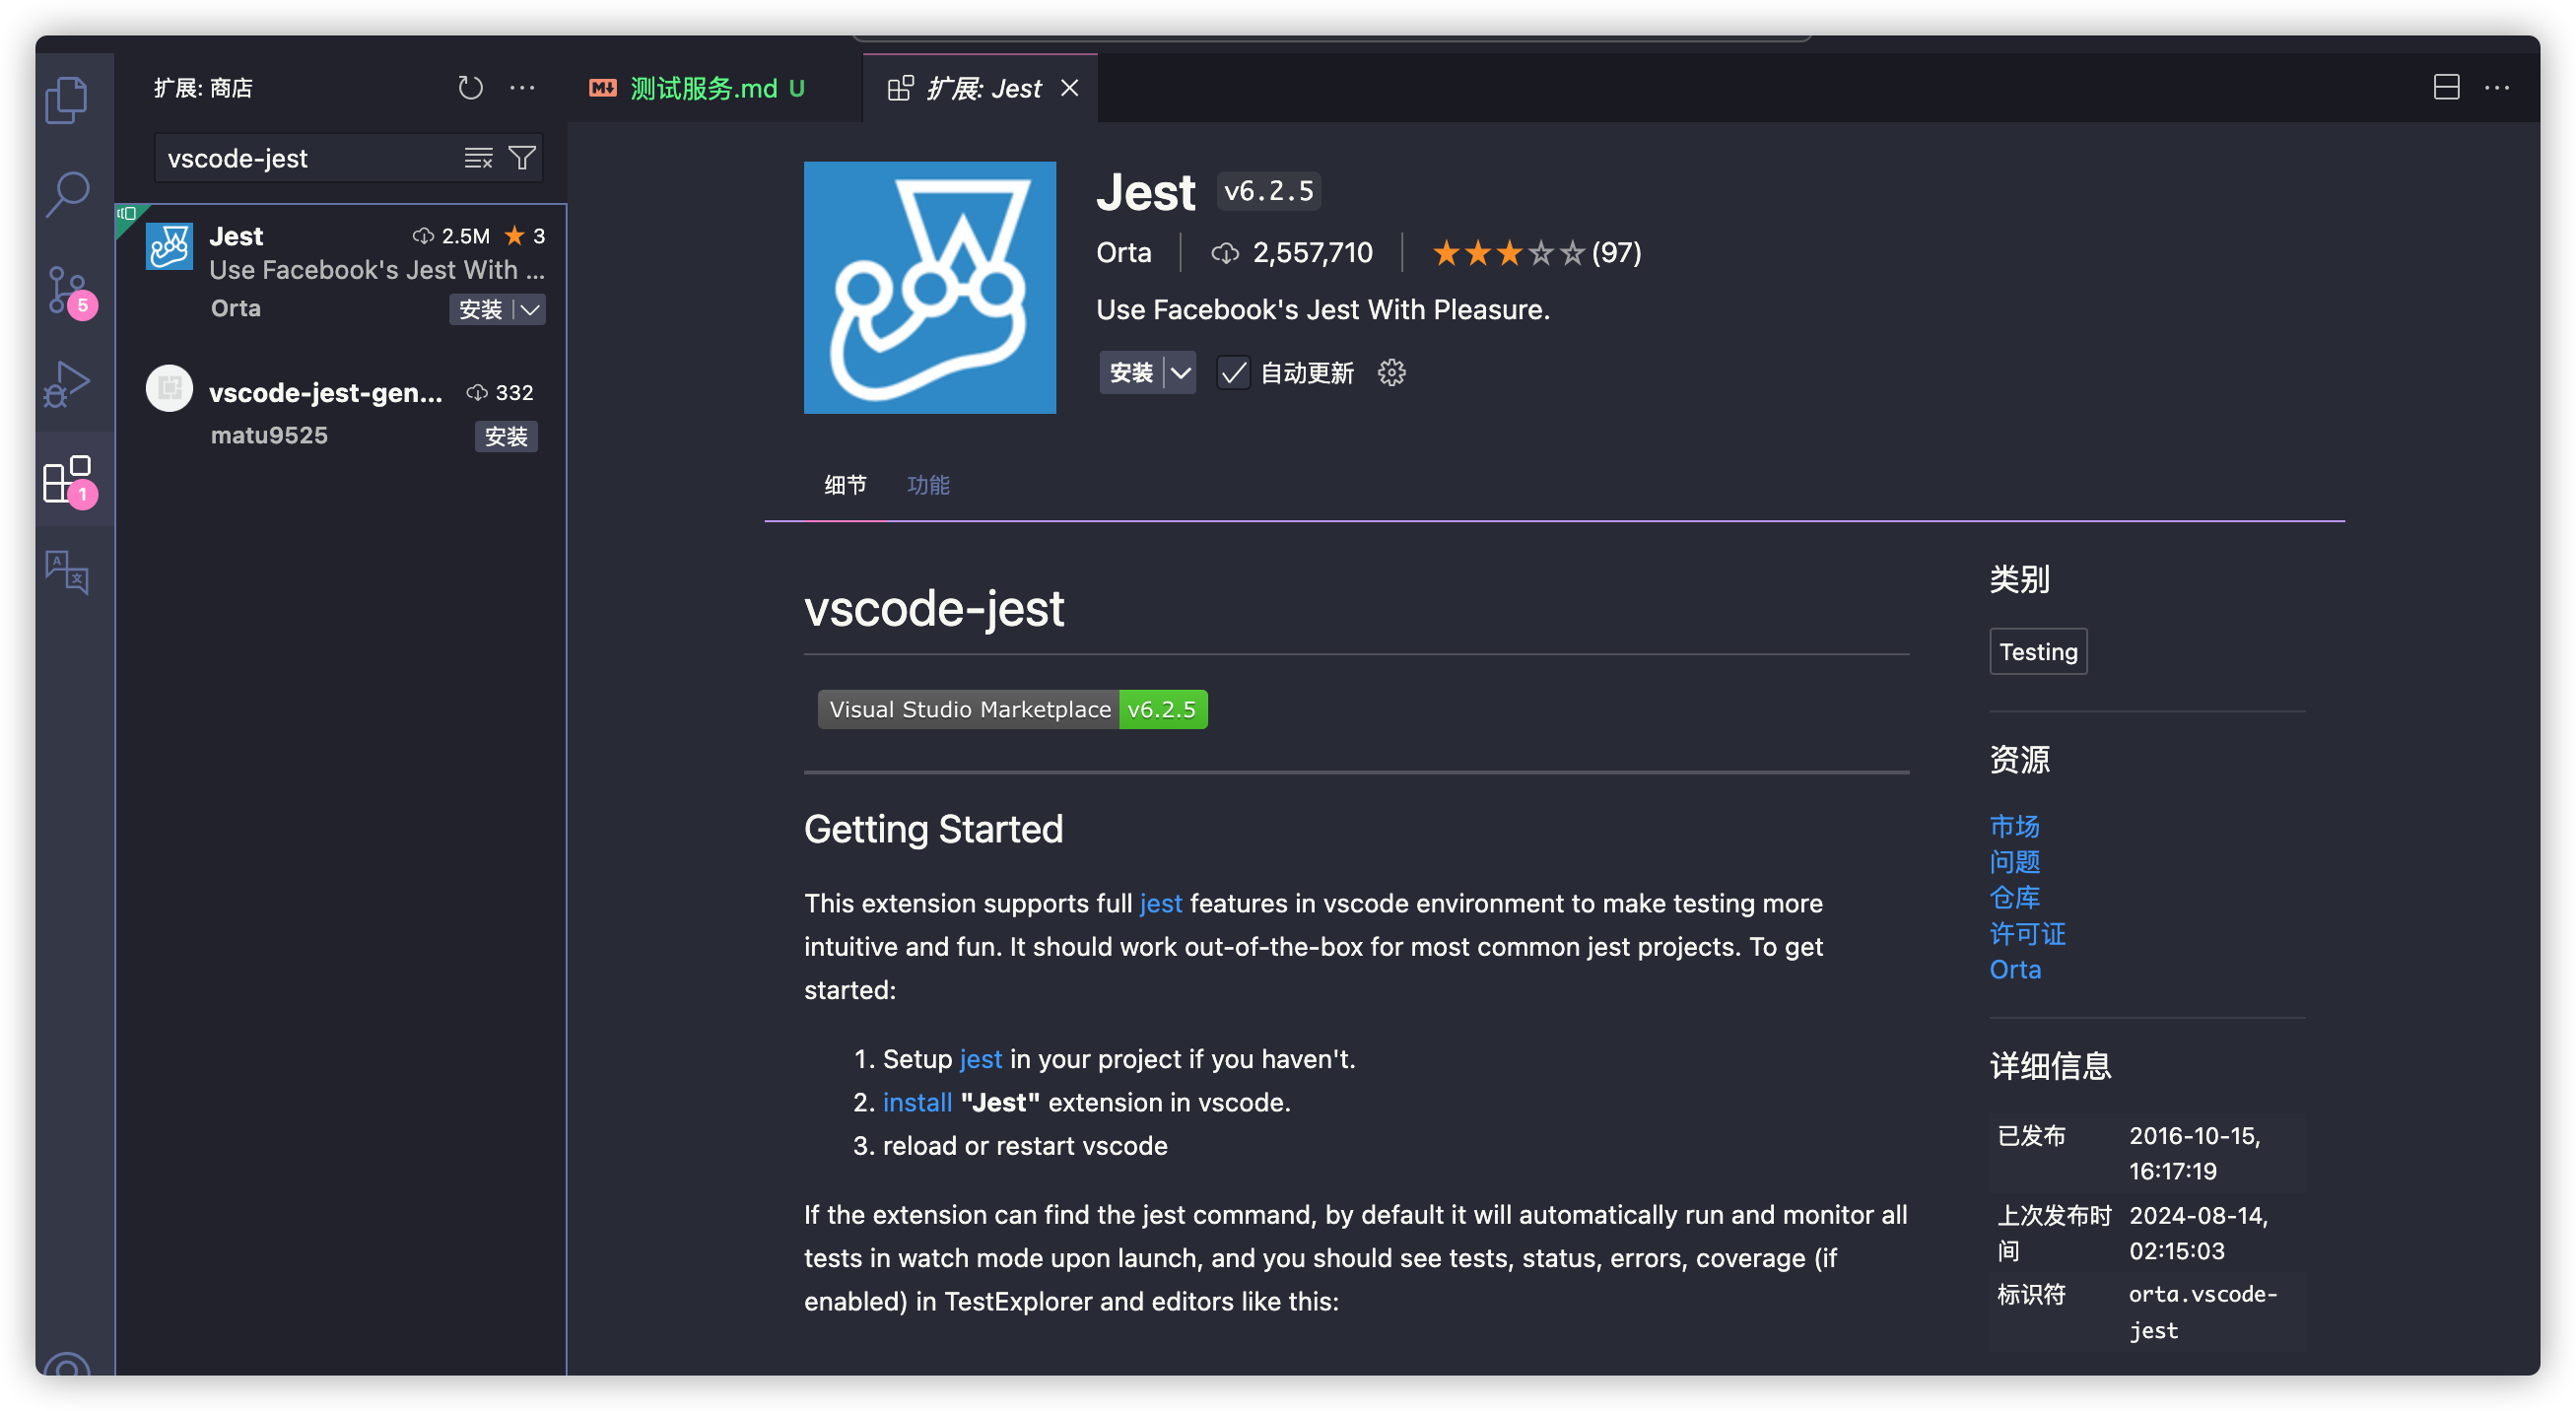 扩展: 商店
vscode-jest
Jest
2.5M
3
Use Facebook's Jest With ...
Orta
安装
vscode-jest-gen...
332
matu9525
安装
5
1
A
文
测试服务.md
U
扩展: Jest
Jest
v6.2.5
Orta
2,557,710
(97)
Use Facebook's Jest With Pleasure.
安装
自动更新
细节
功能
vscode-jest
Visual Studio Marketplace v6.2.5
Getting Started
This extension supports full jest features in vscode environment to make testing more
intuitive and fun. It should work out-of-the-box for most common jest projects. To get
started:
1. Setup jest in your project if you haven't.
2. install "Jest" extension in vscode.
3. reload or restart vscode
If the extension can find the jest command, by default it will automatically run and monitor all
tests in watch mode upon launch, and you should see tests, status, errors, coverage (if
enabled) in TestExplorer and editors like this:
类别
Testing
资源
市场
问题
仓库
许可证
Orta
详细信息
已发布
2016-10-15,
16:17:19
上次发布时
间
2024-08-14,
02:15:03
标识符
orta.vscode-
jest